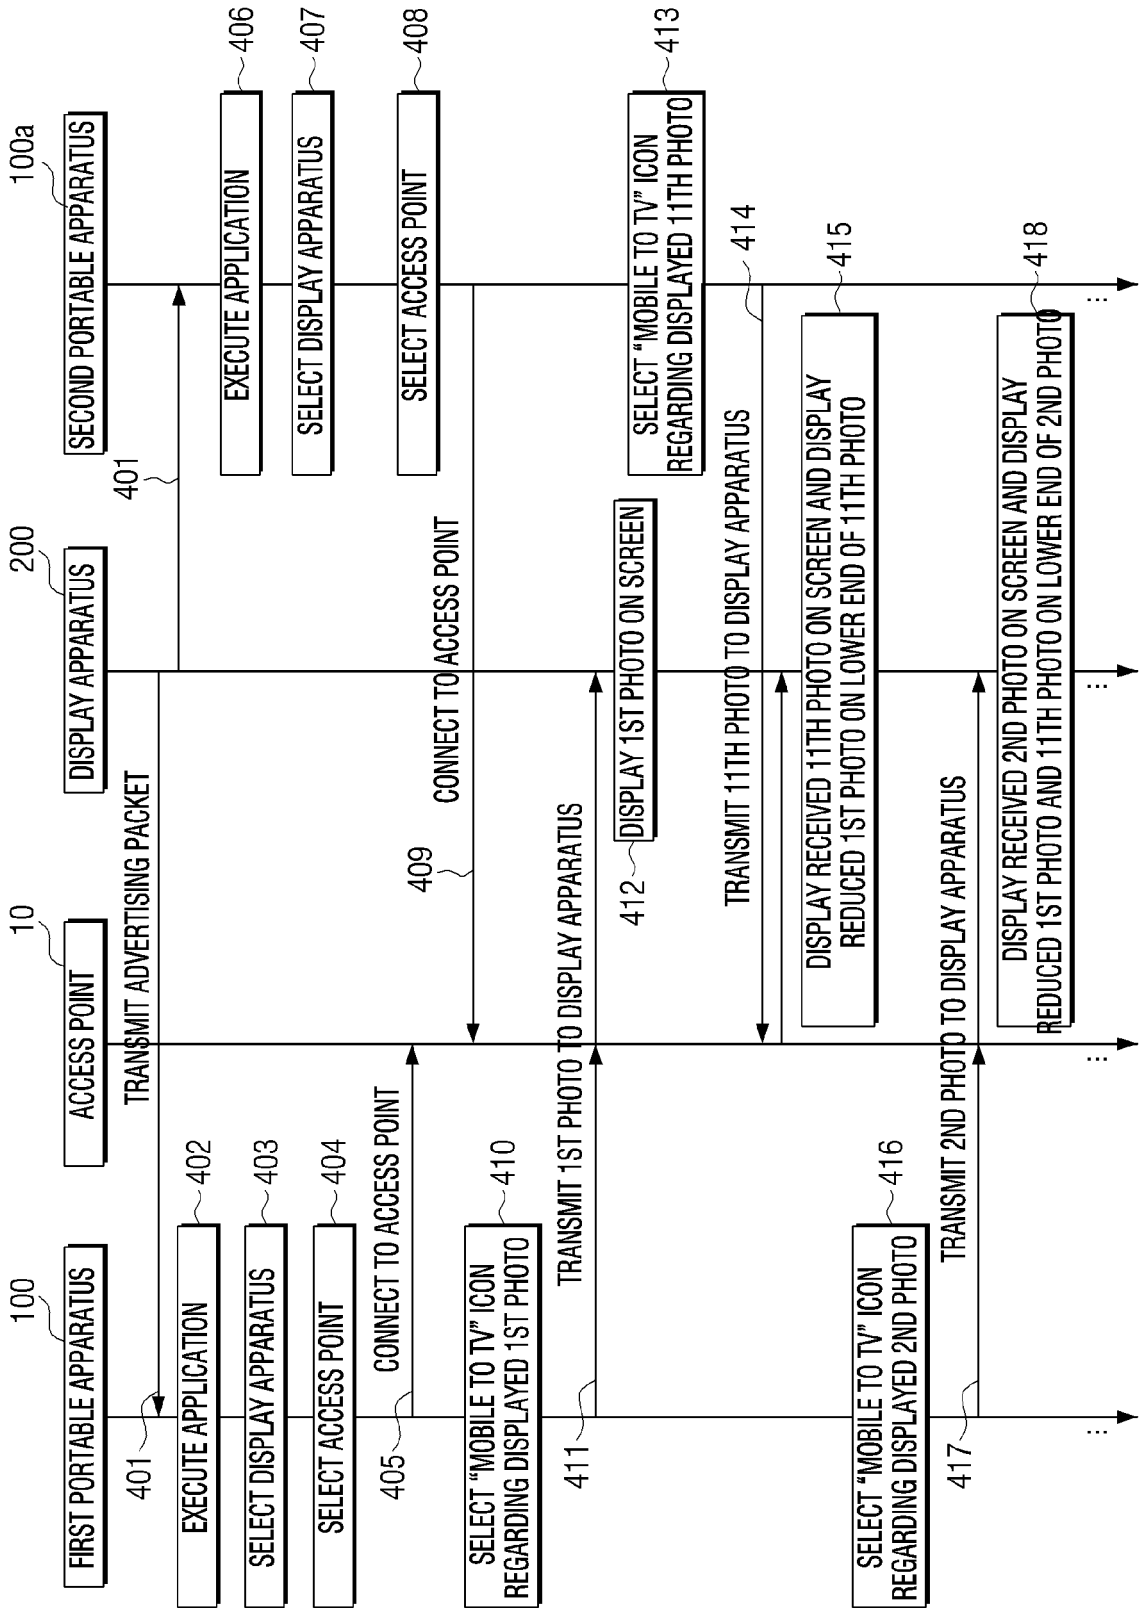 100
FIRST PORTABLE APPARATUS
10
ACCESS POINT
200
DISPLAY APPARATUS
100a
SECOND PORTABLE APPARATUS
TRANSMIT ADVERTISING PACKET
401
401
EXECUTE APPLICATION
402
EXECUTE APPLICATION
406
SELECT DISPLAY APPARATUS
403
SELECT DISPLAY APPARATUS
407
SELECT ACCESS POINT
404
SELECT ACCESS POINT
408
405
CONNECT TO ACCESS POINT
409
CONNECT TO ACCESS POINT
SELECT “MOBILE TO TV” ICON
REGARDING DISPLAYED 1ST PHOTO
410
411
TRANSMIT 1ST PHOTO TO DISPLAY APPARATUS
412
DISPLAY 1ST PHOTO ON SCREEN
SELECT “MOBILE TO TV” ICON
REGARDING DISPLAYED 11TH PHOTO
413
TRANSMIT 11TH PHOTO TO DISPLAY APPARATUS
414
DISPLAY RECEIVED 11TH PHOTO ON SCREEN AND DISPLAY
REDUCED 1ST PHOTO ON LOWER END OF 11TH PHOTO
415
SELECT “MOBILE TO TV” ICON
REGARDING DISPLAYED 2ND PHOTO
416
417
TRANSMIT 2ND PHOTO TO DISPLAY APPARATUS
DISPLAY RECEIVED 2ND PHOTO ON SCREEN AND DISPLAY
REDUCED 1ST PHOTO AND 11TH PHOTO ON LOWER END OF 2ND PHOTO
418
...
...
...
...